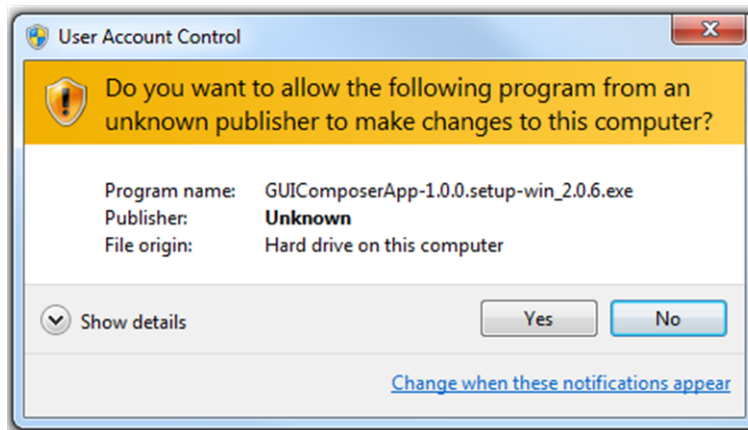 User Account Control
Do you want to allow the following program from an
unknown publisher to make changes to this computer?
Program name: GUIComposerApp-1.0.0.setup-win_2.0.6.exe
Publisher: Unknown
File origin: Hard drive on this computer
Show details
Yes
No
Change when these notifications appear